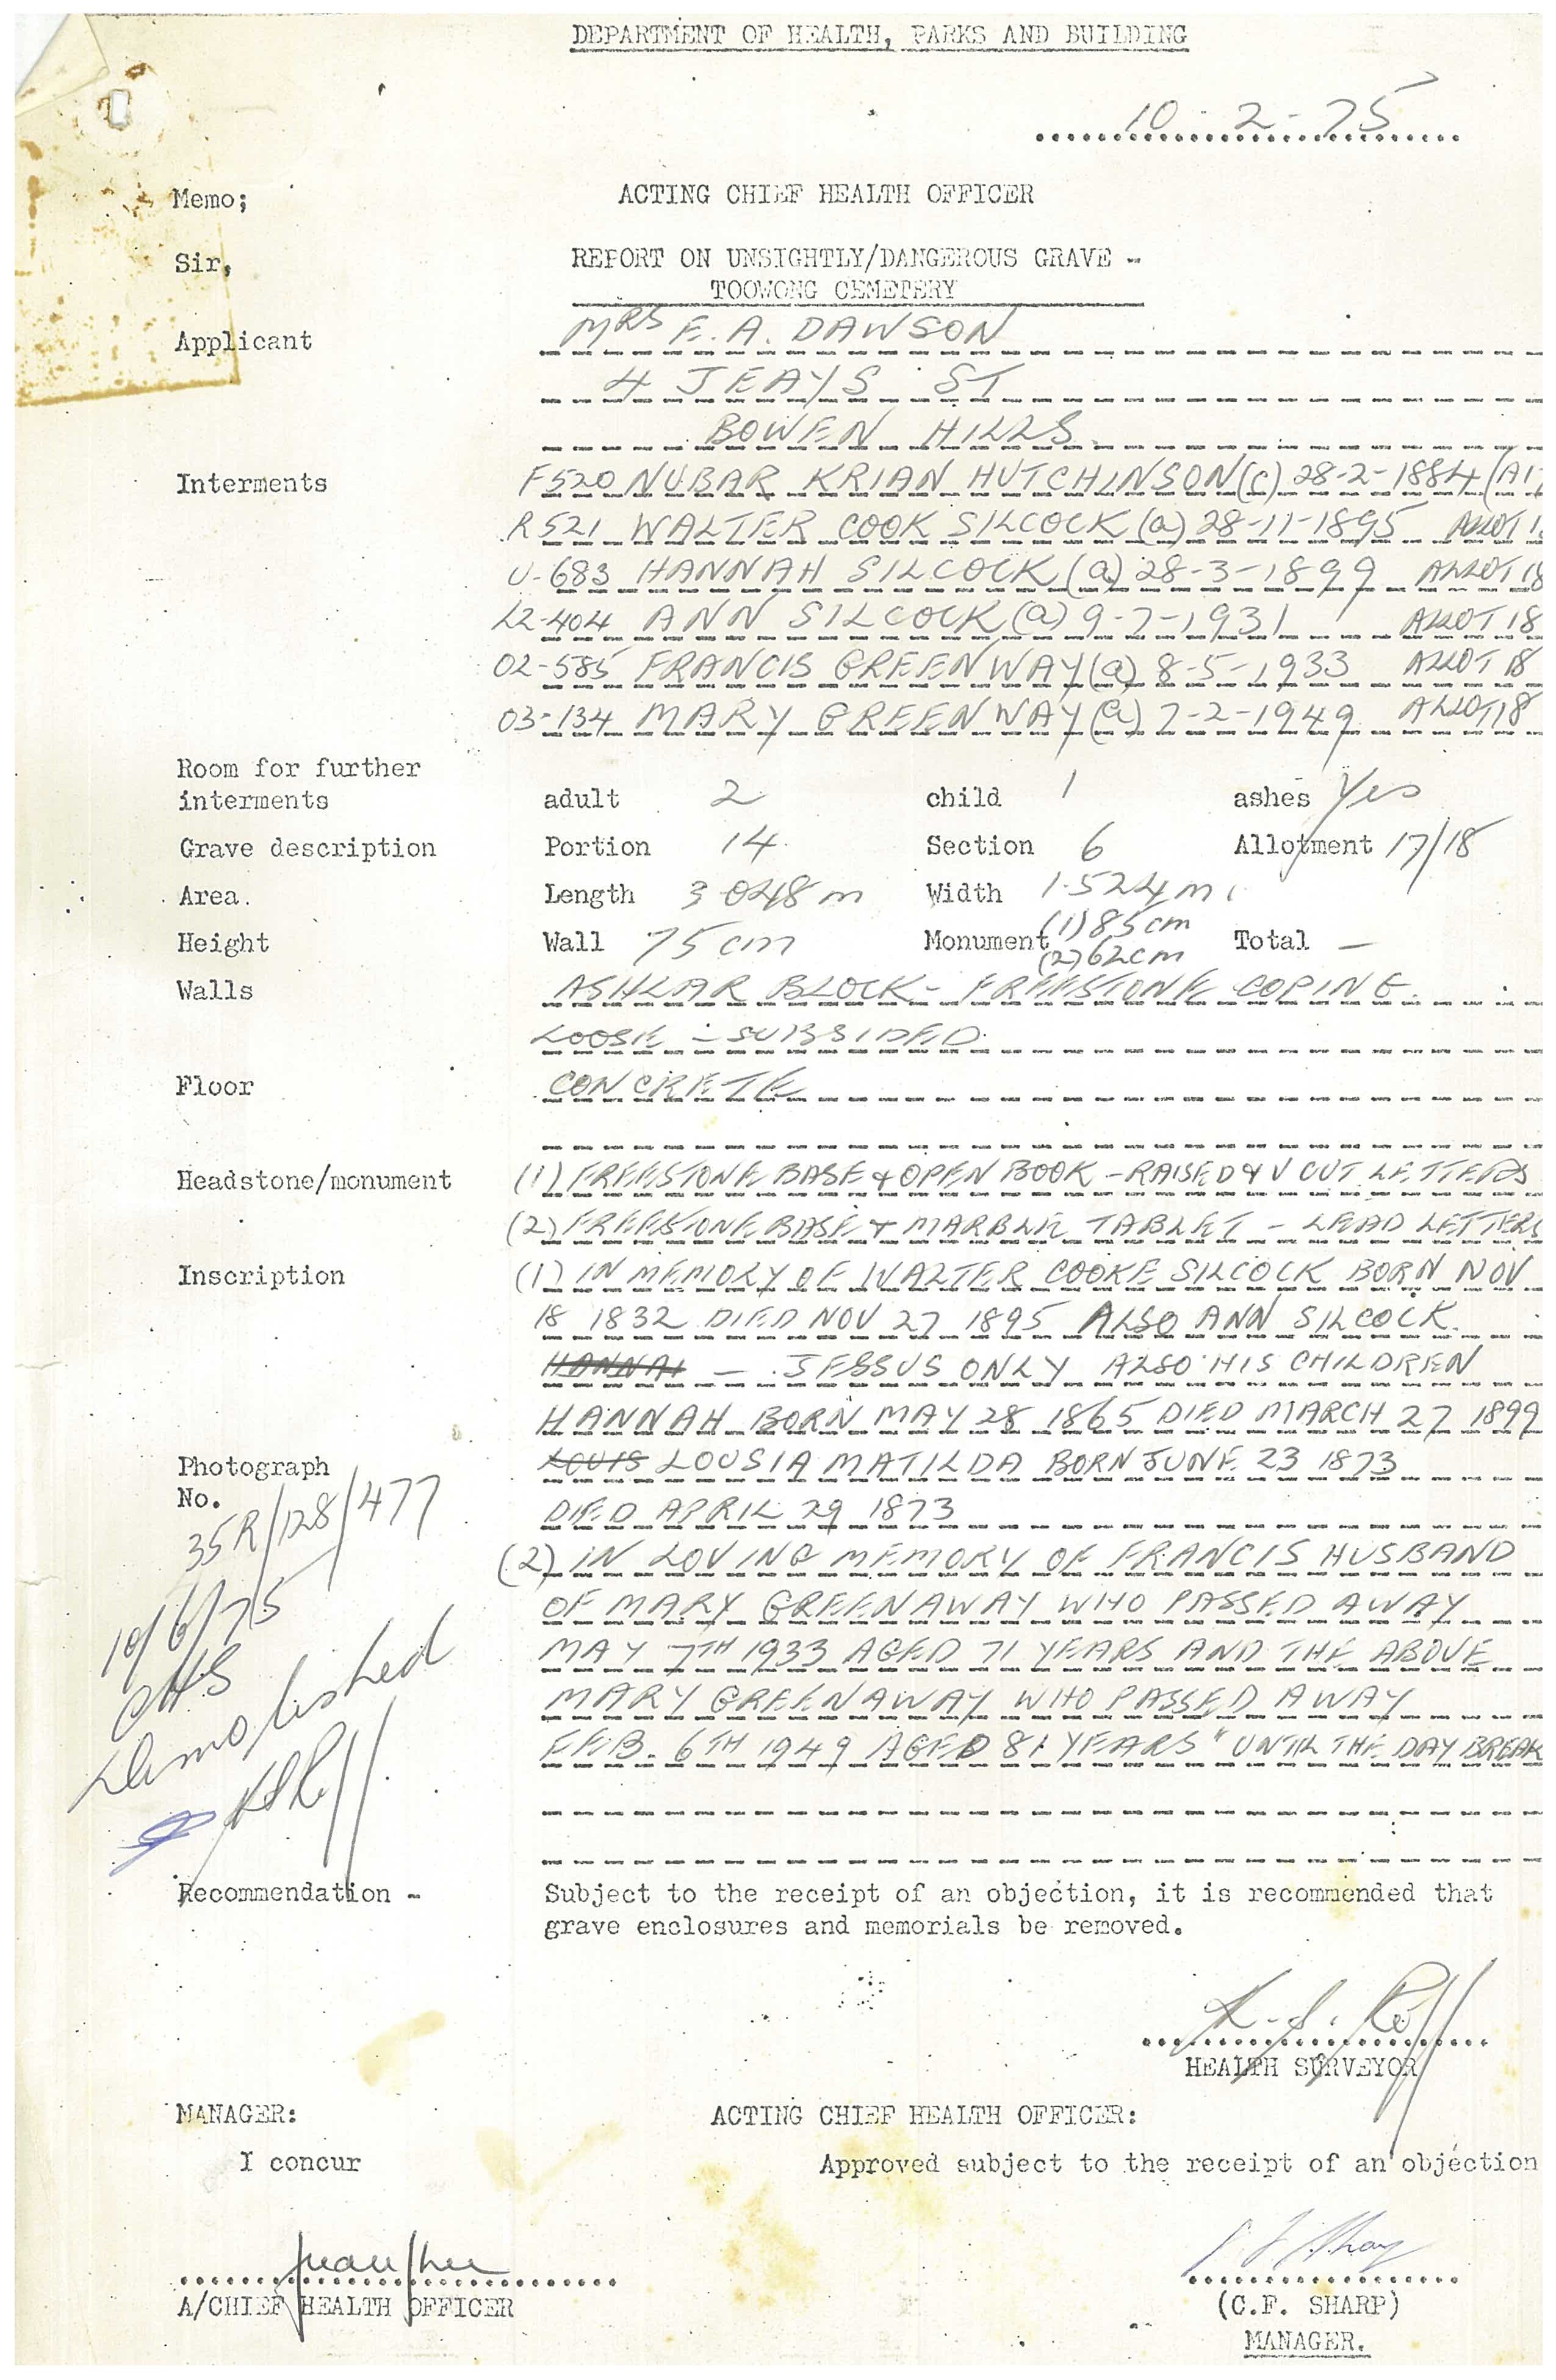 DEPARTMENT OF HEALTH, PARKS AND BUILDING
10-2-75
Memo; ACTING CHIEF HEALTH OFFICER
Sir, REPORT ON UNSIGHTLY/DANGEROUS GRAVE -
TOOWONG CEMETERY
Applicant MRS E. A. DAWSON
4 JEAYS ST
BOWEN HILLS
Interments F520 NUBAR KRIAN HUTCHINSON (c) 28-2-1884 (A17
R521 WALTER COOK SILCOCK (a) 28-11-1895 ALLOT 1
U-683 HANNAH SILCOCK (a) 28-3-1899 ALLOT 18
L2-404 ANN SILCOCK (a) 9-7-1931 ALLOT 18
02-585 FRANCIS GREENWAY (a) 8-5-1933 ALLOT 18
03-134 MARY GREENWAY (a) 7-2-1949 ALLOT 18
Room for further
interments adult 2 child 1 ashes Yes
Grave description Portion 14 Section 6 Allotment 17/18
Area. Length 3 048 m Width 1.524 m
Height Wall 75 cm Monument (1) 85 cm (2) 62 cm Total —
Walls ASHLAR BLOCK - FREESTONE COPING.
LOOSE - SUBSIDED.
Floor CONCRETE
Headstone/monument (1) FREESTONE BASE & OPEN BOOK - RAISED & V CUT LETTERS
(2) FREESTONE BASE & MARBLE TABLET - LEAD LETTERS
Inscription (1) IN MEMORY OF WALTER COOKE SILCOCK BORN NOV
18 1832 DIED NOV 27 1895 ALSO ANN SILCOCK.
HANNAH — JESSUS ONLY ALSO HIS CHILDREN
HANNAH BORN MAY 28 1865 DIED MARCH 27 1899
Photograph LOUIS LOUSIA MATILDA BORN JUNE 23 1873
No. DIED APRIL 29 1873
35R/128/477
(2) IN LOVING MEMORY OF FRANCIS HUSBAND
OF MARY GREENAWAY WHO PASSED AWAY
MAY 7TH 1933 AGED 71 YEARS AND THE ABOVE
MARY GREENAWAY WHO PASSED AWAY
FEB. 6TH 1949 AGED 81 YEARS "UNTIL THE DAY BREAK
10/6/75
Demolished
Recommendation - Subject to the receipt of an objection, it is recommended that
grave enclosures and memorials be removed.
HEALTH SURVEYOR
MANAGER: ACTING CHIEF HEALTH OFFICER:
I concur Approved subject to the receipt of an objection
A/CHIEF HEALTH OFFICER (C.F. SHARP)
MANAGER.